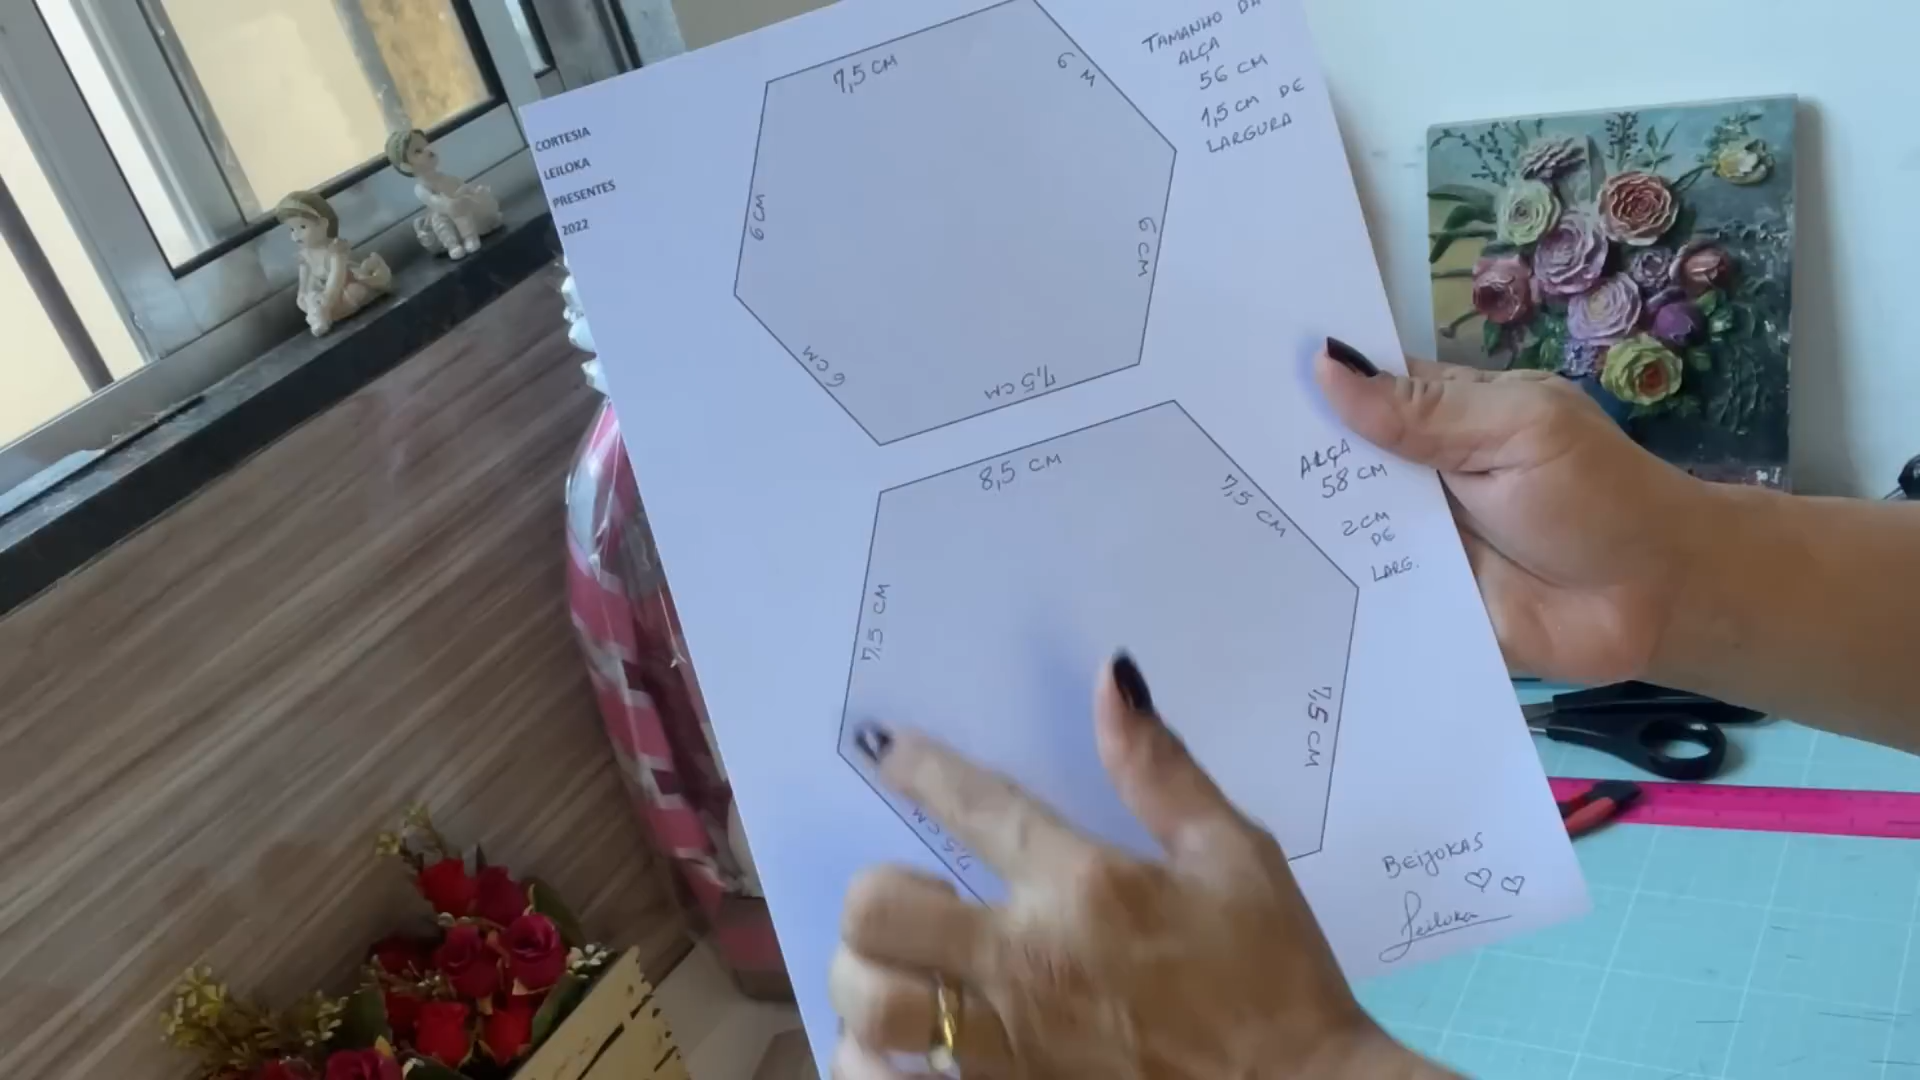 CORTESIA
LEILOKA
PRESENTES
2022
7,5 CM
6 CM
6 CM
7,5 CM
6 CM
TAMANHO DA
ALÇA
56 CM
1,5 CM DE
LARGURA
8,5 CM
7,5 CM
7,5 CM
7,5 CM
7,5 CM
ALÇA
58 CM
2 CM
DE
LARG.
BEIJOKAS
Leiloka